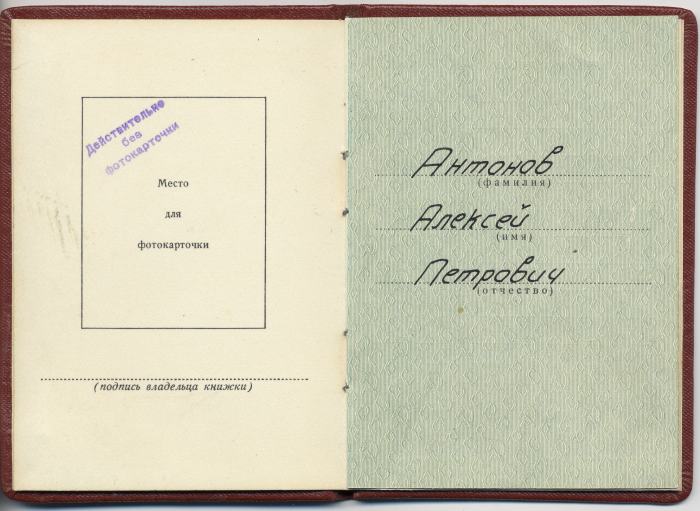 Действительно
без
фотокарточки
Место
для
фотокарточки
(подпись владельца книжки)
Антонов
(фамилия)
Алексей
(имя)
Петрович
(отчество)